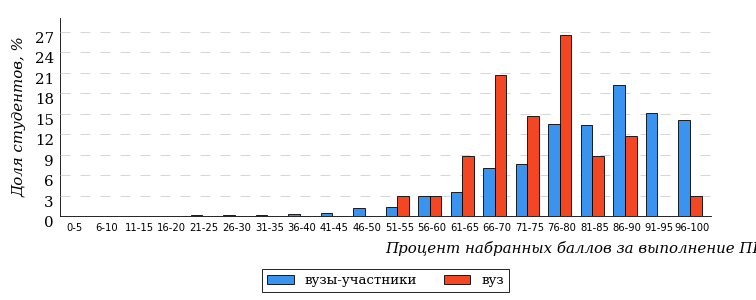 Доля студентов, %
27
24
21
18
15
12
9
6
3
0
0-5 6-10 11-15 16-20 21-25 26-30 31-35 36-40 41-45 46-50 51-55 56-60 61-65 66-70 71-75 76-80 81-85 86-90 91-95 96-100
Процент набранных баллов за выполнение
вузы-участники вуз